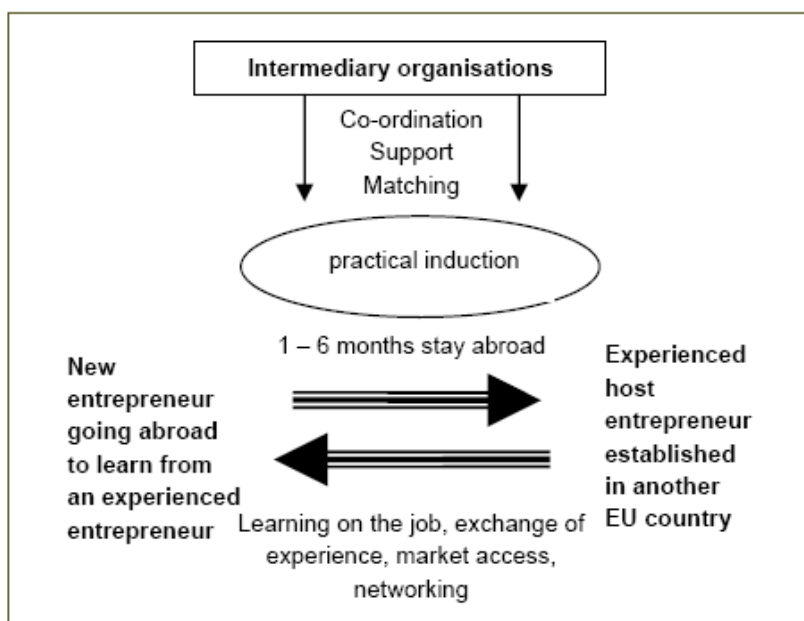 Intermediary organisations
Co-ordination
Support
Matching
practical induction
1 – 6 months stay abroad
New
entrepreneur
going abroad
to learn from
an experienced
entrepreneur
Experienced
host
entrepreneur
established
in another
EU country
Learning on the job, exchange of
experience, market access,
networking